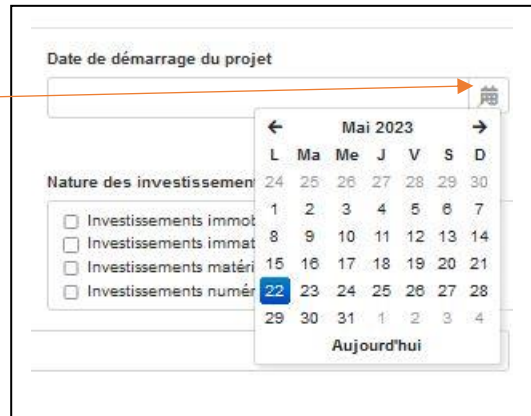 Date de démarrage du projet
← Mai 2023 →
L Ma Me J V S D
24 25 26 27 28 29 30
1 2 3 4 5 6 7
8 9 10 11 12 13 14
15 16 17 18 19 20 21
22 23 24 25 26 27 28
29 30 31 1 2 3 4
Aujourd'hui
Nature des investissemen
Investissements immob
Investissements immat
Investissements matéri
Investissements numér